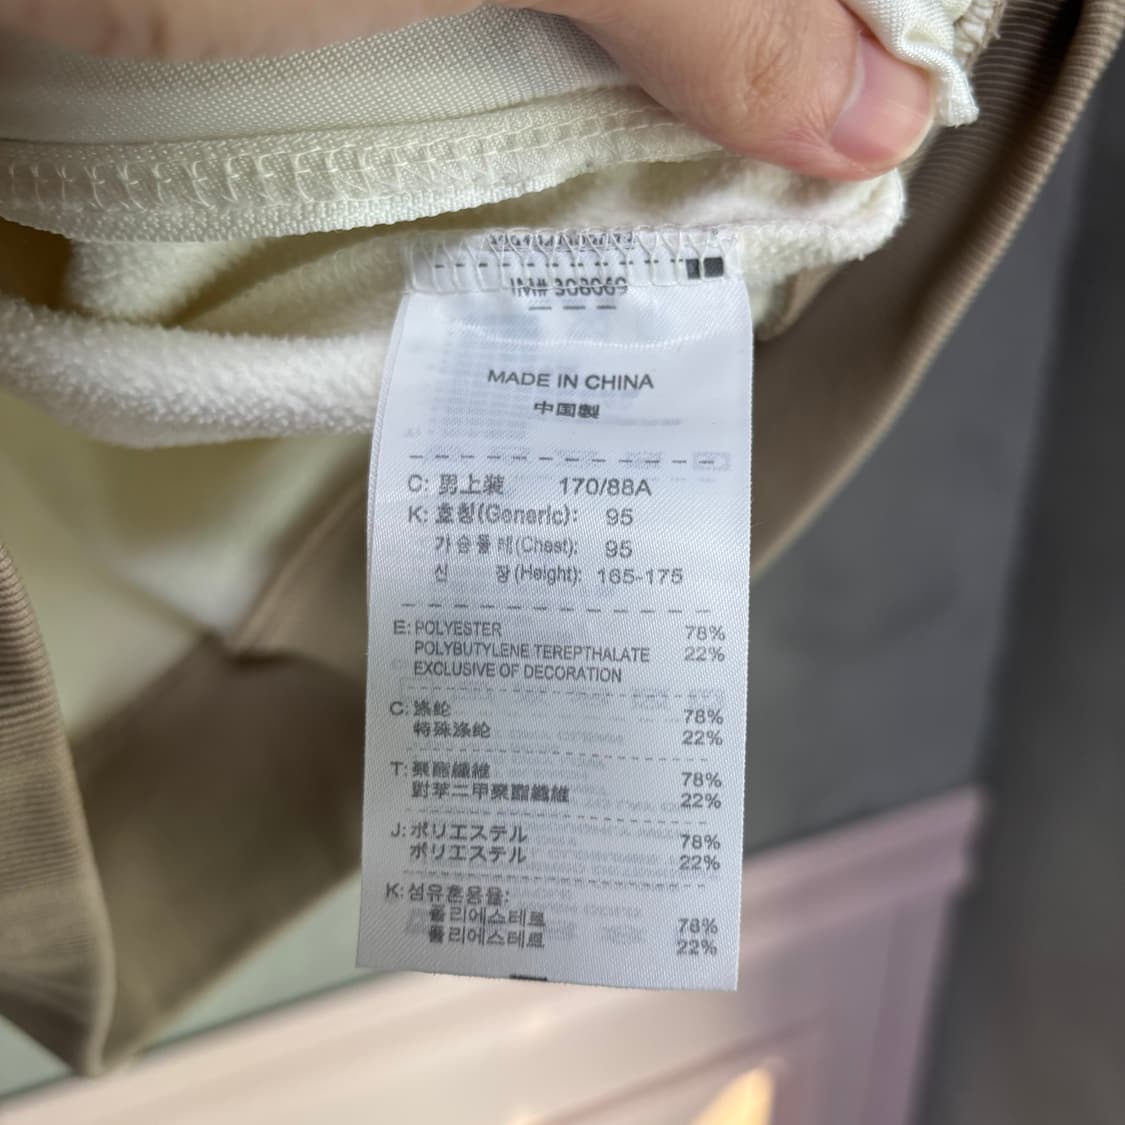 IM# 308069
MADE IN CHINA
中国製
C: 男上装 170/88A
K: 호칭(Generic): 95
가슴둘레(Chest): 95
신 장(Height): 165-175
E: POLYESTER 78%
POLYBUTYLENE TEREPTHALATE 22%
EXCLUSIVE OF DECORATION
C: 涤纶 78%
特殊涤纶 22%
T: 聚酯纖維 78%
對苯二甲聚酯纖維 22%
J: ポリエステル 78%
ポリエステル 22%
K: 섬유혼용율:
폴리에스테르 78%
폴리에스테르 22%